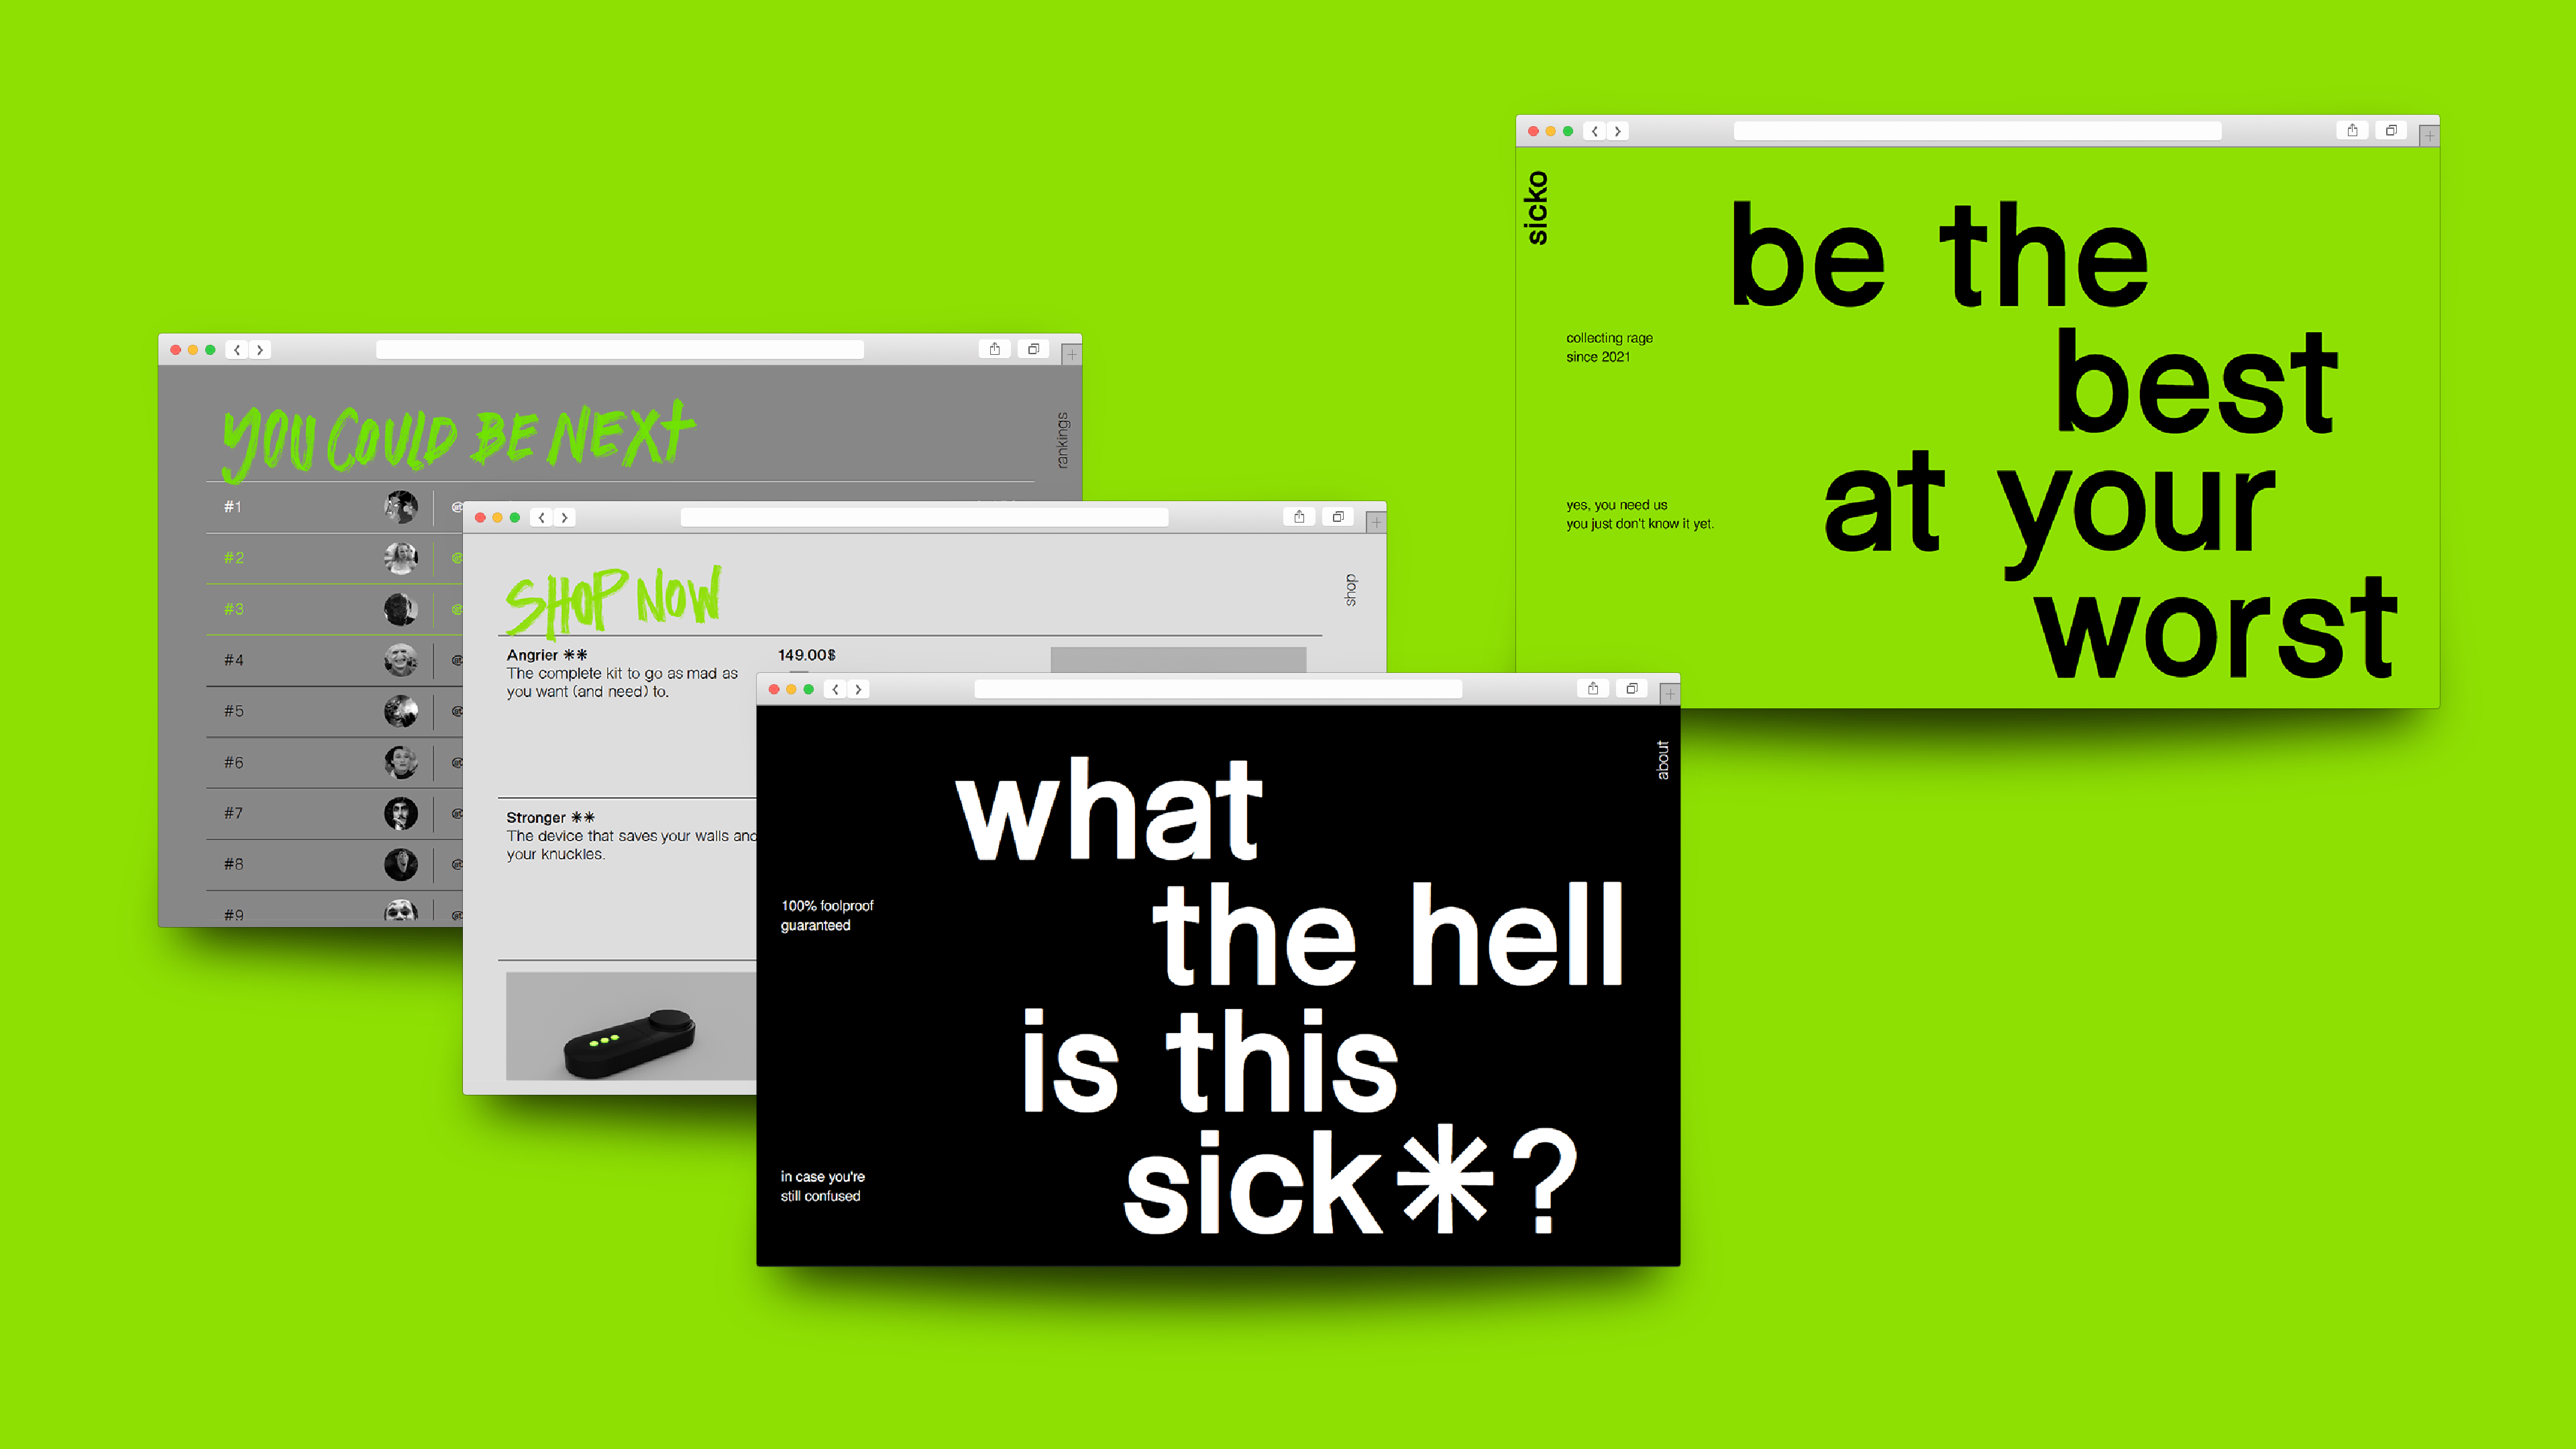 YOU COULD BE NEXT
rankings
#1
#2
#3
#4
#5
#6
#7
#8
#9
SHOP NOW
shop
Angrier ✳✳
149.00$
The complete kit to go as mad as
you want (and need) to.
Stronger ✳✳
The device that saves your walls and
your knuckles.
about
what
the hell
is this
sick✳?
100% foolproof
guaranteed
in case you're
still confused
sicko
be the
best
at your
worst
collecting rage
since 2021
yes, you need us
you just don't know it yet.